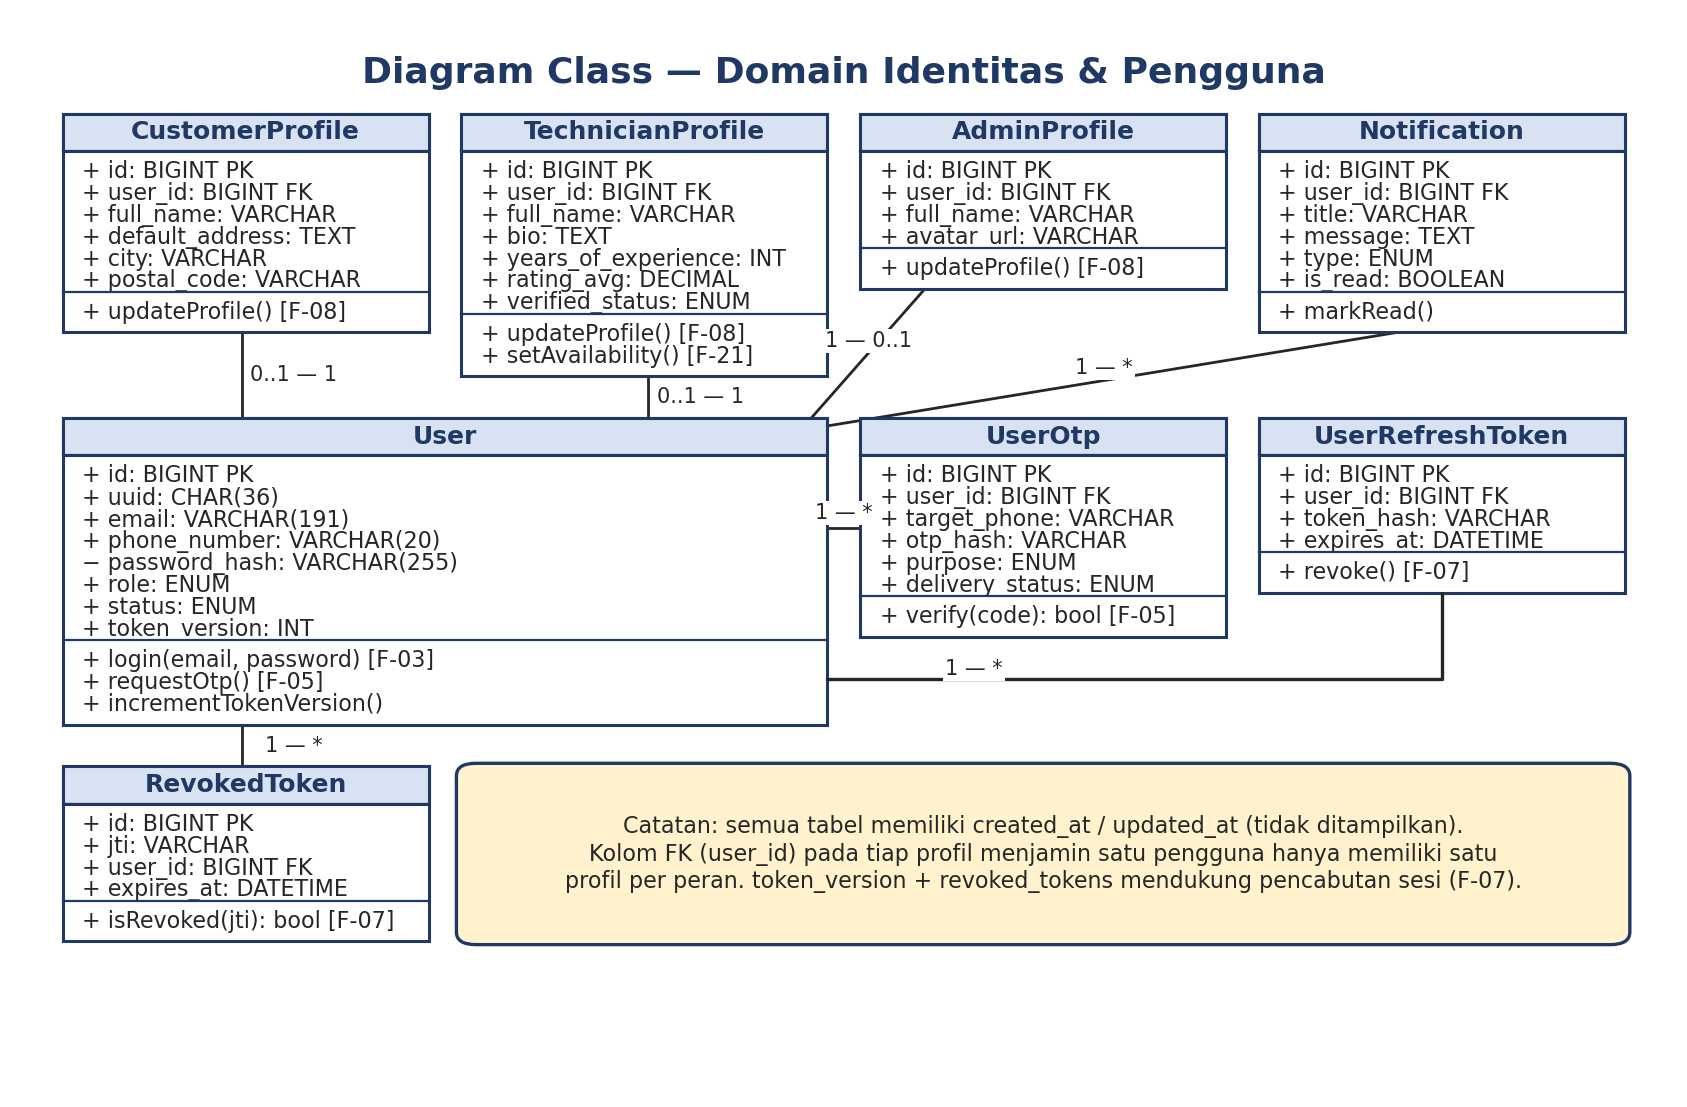 Diagram Class — Domain Identitas & Pengguna
CustomerProfile
+ id: BIGINT PK
+ user_id: BIGINT FK
+ full_name: VARCHAR
+ default_address: TEXT
+ city: VARCHAR
+ postal_code: VARCHAR
+ updateProfile() [F-08]
TechnicianProfile
+ id: BIGINT PK
+ user_id: BIGINT FK
+ full_name: VARCHAR
+ bio: TEXT
+ years_of_experience: INT
+ rating_avg: DECIMAL
+ verified_status: ENUM
+ updateProfile() [F-08]
+ setAvailability() [F-21]
AdminProfile
+ id: BIGINT PK
+ user_id: BIGINT FK
+ full_name: VARCHAR
+ avatar_url: VARCHAR
+ updateProfile() [F-08]
Notification
+ id: BIGINT PK
+ user_id: BIGINT FK
+ title: VARCHAR
+ message: TEXT
+ type: ENUM
+ is_read: BOOLEAN
+ markRead()
0..1 — 1
0..1 — 1
1 — 0..1
1 — *
User
+ id: BIGINT PK
+ uuid: CHAR(36)
+ email: VARCHAR(191)
+ phone_number: VARCHAR(20)
− password_hash: VARCHAR(255)
+ role: ENUM
+ status: ENUM
+ token_version: INT
+ login(email, password) [F-03]
+ requestOtp() [F-05]
+ incrementTokenVersion()
1 — *
UserOtp
+ id: BIGINT PK
+ user_id: BIGINT FK
+ target_phone: VARCHAR
+ otp_hash: VARCHAR
+ purpose: ENUM
+ delivery_status: ENUM
+ verify(code): bool [F-05]
UserRefreshToken
+ id: BIGINT PK
+ user_id: BIGINT FK
+ token_hash: VARCHAR
+ expires_at: DATETIME
+ revoke() [F-07]
1 — *
1 — *
RevokedToken
+ id: BIGINT PK
+ jti: VARCHAR
+ user_id: BIGINT FK
+ expires_at: DATETIME
+ isRevoked(jti): bool [F-07]
Catatan: semua tabel memiliki created_at / updated_at (tidak ditampilkan).
Kolom FK (user_id) pada tiap profil menjamin satu pengguna hanya memiliki satu
profil per peran. token_version + revoked_tokens mendukung pencabutan sesi (F-07).